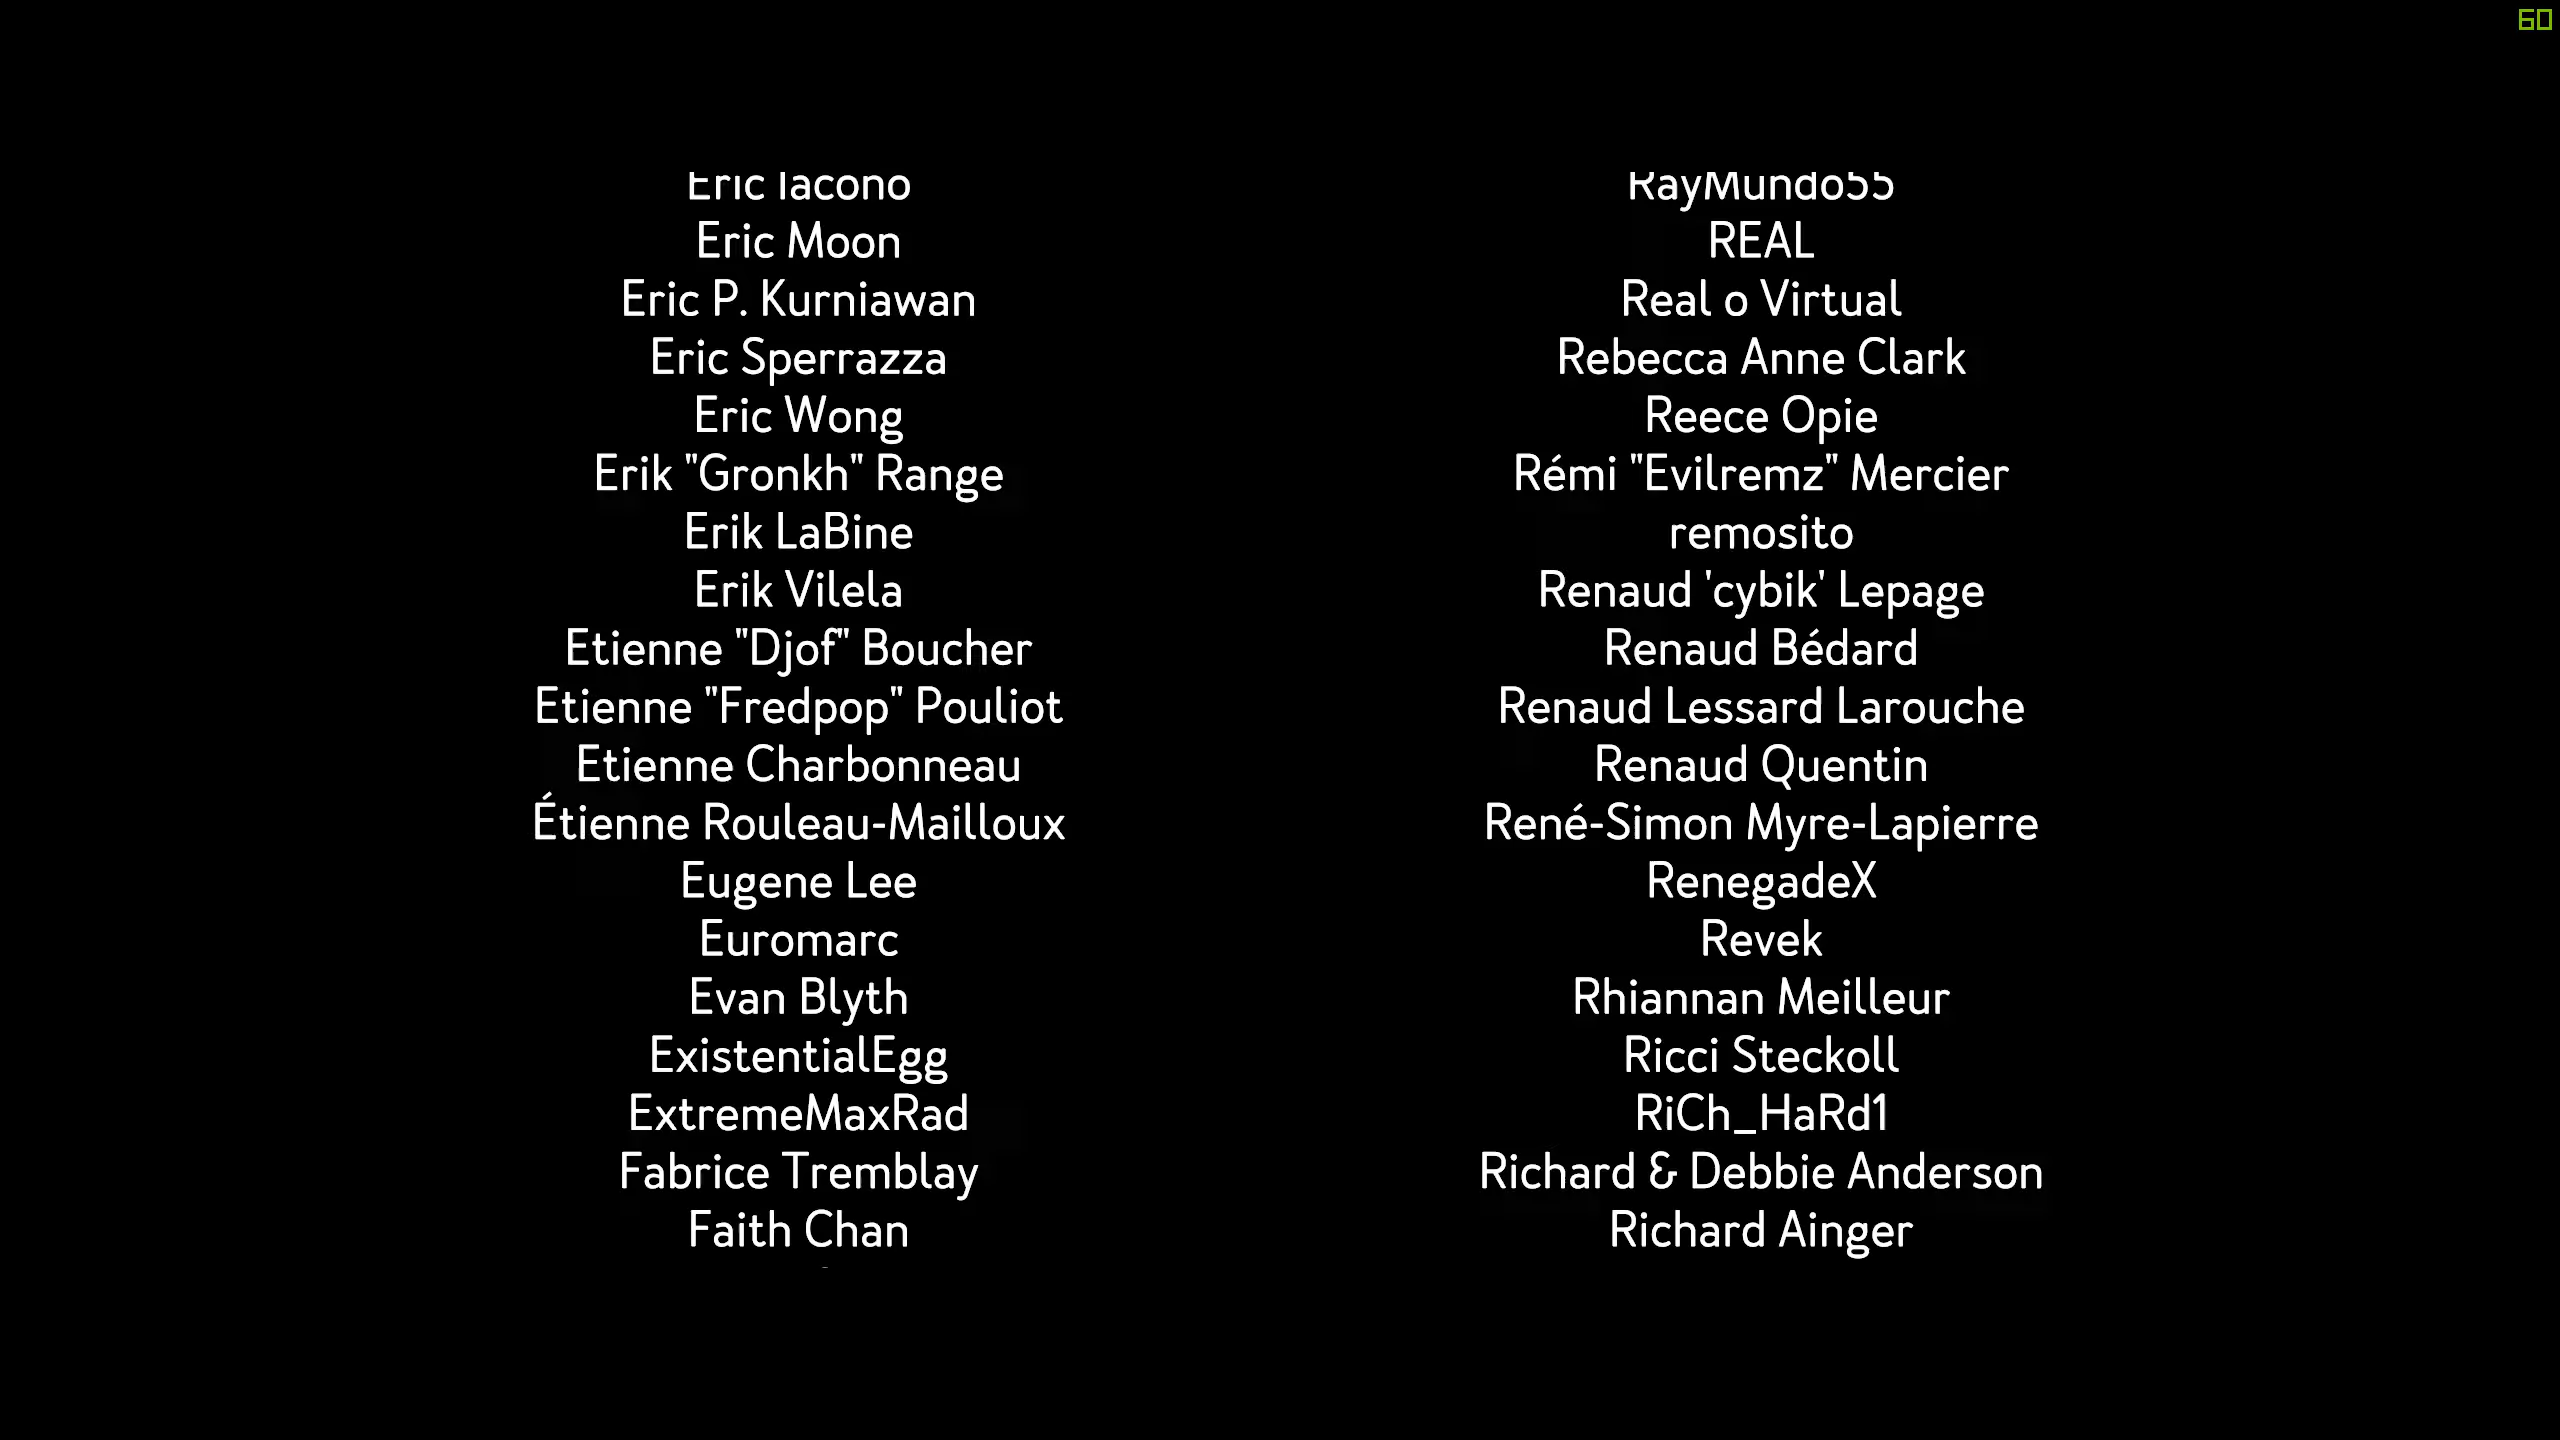 60
Eric Iacono
Eric Moon
Eric P. Kurniawan
Eric Sperrazza
Eric Wong
Erik "Gronkh" Range
Erik LaBine
Erik Vilela
Etienne "Djof" Boucher
Etienne "Fredpop" Pouliot
Etienne Charbonneau
Étienne Rouleau-Mailloux
Eugene Lee
Euromarc
Evan Blyth
ExistentialEgg
ExtremeMaxRad
Fabrice Tremblay
Faith Chan
RayMundo55
REAL
Real o Virtual
Rebecca Anne Clark
Reece Opie
Rémi "Evilremz" Mercier
remosito
Renaud 'cybik' Lepage
Renaud Bédard
Renaud Lessard Larouche
Renaud Quentin
René-Simon Myre-Lapierre
RenegadeX
Revek
Rhiannan Meilleur
Ricci Steckoll
RiCh_HaRd1
Richard & Debbie Anderson
Richard Ainger